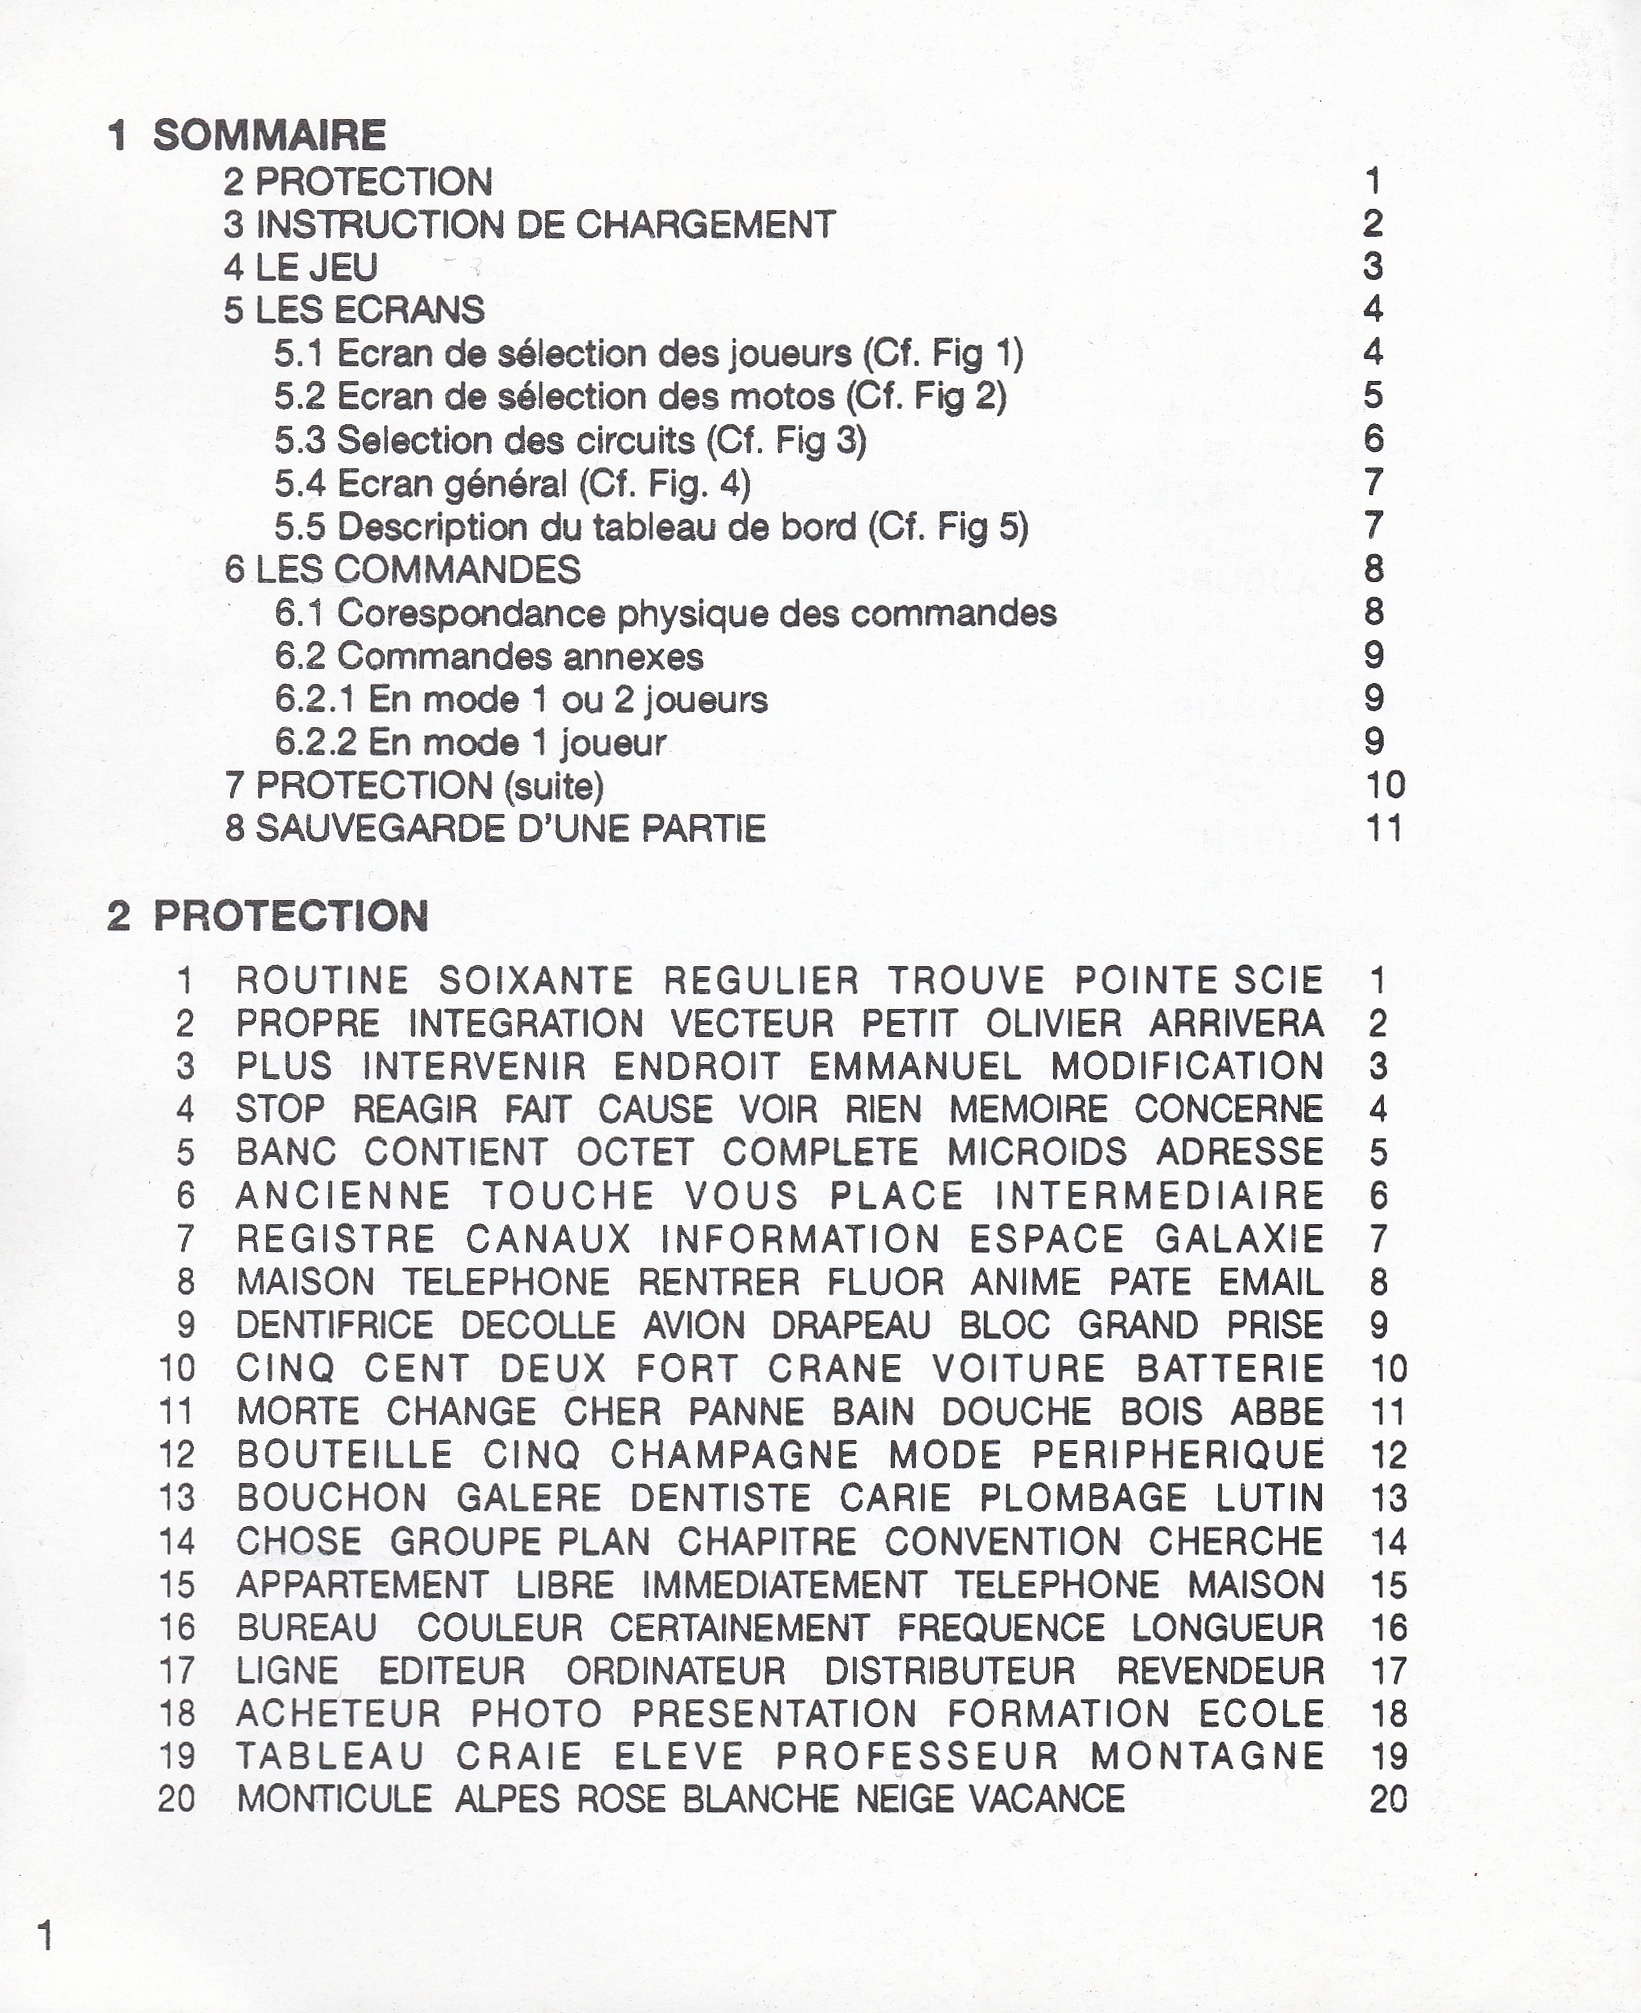 1 SOMMAIRE
2 PROTECTION 1
3 INSTRUCTION DE CHARGEMENT 2
4 LE JEU 3
5 LES ECRANS 4
5.1 Ecran de sélection des joueurs (Cf. Fig 1) 4
5.2 Ecran de sélection des motos (Cf. Fig 2) 5
5.3 Selection des circuits (Cf. Fig 3) 6
5.4 Ecran général (Cf. Fig. 4) 7
5.5 Description du tableau de bord (Cf. Fig 5) 7
6 LES COMMANDES 8
6.1 Corespondance physique des commandes 8
6.2 Commandes annexes 9
6.2.1 En mode 1 ou 2 joueurs 9
6.2.2 En mode 1 joueur 9
7 PROTECTION (suite) 10
8 SAUVEGARDE D'UNE PARTIE 11
2 PROTECTION
1 ROUTINE SOIXANTE REGULIER TROUVE POINTE SCIE 1
2 PROPRE INTEGRATION VECTEUR PETIT OLIVIER ARRIVERA 2
3 PLUS INTERVENIR ENDROIT EMMANUEL MODIFICATION 3
4 STOP REAGIR FAIT CAUSE VOIR RIEN MEMOIRE CONCERNE 4
5 BANC CONTIENT OCTET COMPLETE MICROIDS ADRESSE 5
6 ANCIENNE TOUCHE VOUS PLACE INTERMEDIAIRE 6
7 REGISTRE CANAUX INFORMATION ESPACE GALAXIE 7
8 MAISON TELEPHONE RENTRER FLUOR ANIME PATE EMAIL 8
9 DENTIFRICE DECOLLE AVION DRAPEAU BLOC GRAND PRISE 9
10 CINQ CENT DEUX FORT CRANE VOITURE BATTERIE 10
11 MORTE CHANGE CHER PANNE BAIN DOUCHE BOIS ABBE 11
12 BOUTEILLE CINQ CHAMPAGNE MODE PERIPHERIQUE 12
13 BOUCHON GALERE DENTISTE CARIE PLOMBAGE LUTIN 13
14 CHOSE GROUPE PLAN CHAPITRE CONVENTION CHERCHE 14
15 APPARTEMENT LIBRE IMMEDIATEMENT TELEPHONE MAISON 15
16 BUREAU COULEUR CERTAINEMENT FREQUENCE LONGUEUR 16
17 LIGNE EDITEUR ORDINATEUR DISTRIBUTEUR REVENDEUR 17
18 ACHETEUR PHOTO PRESENTATION FORMATION ECOLE 18
19 TABLEAU CRAIE ELEVE PROFESSEUR MONTAGNE 19
20 MONTICULE ALPES ROSE BLANCHE NEIGE VACANCE 20
1